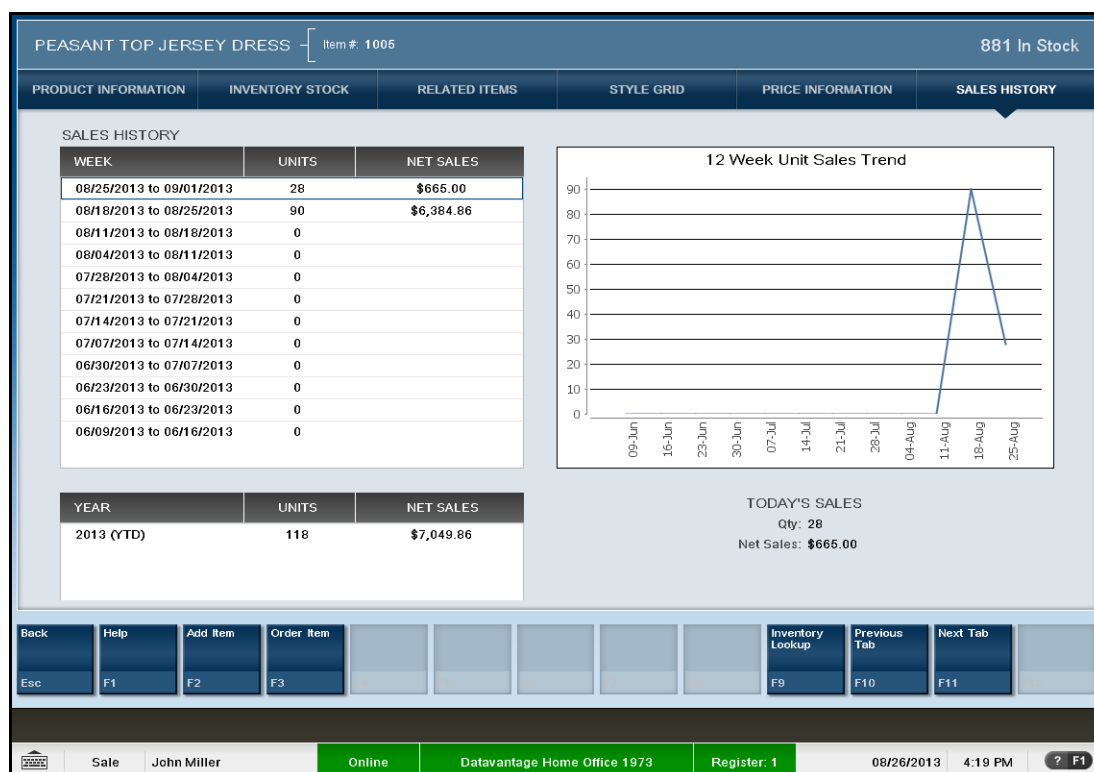 PEASANT TOP JERSEY DRESS Item #: 1005 881 In Stock
PRODUCT INFORMATION INVENTORY STOCK RELATED ITEMS STYLE GRID PRICE INFORMATION SALES HISTORY
SALES HISTORY
WEEK UNITS NET SALES
08/25/2013 to 09/01/2013 28 $665.00
08/18/2013 to 08/25/2013 90 $6,384.86
08/11/2013 to 08/18/2013 0
08/04/2013 to 08/11/2013 0
07/28/2013 to 08/04/2013 0
07/21/2013 to 07/28/2013 0
07/14/2013 to 07/21/2013 0
07/07/2013 to 07/14/2013 0
06/30/2013 to 07/07/2013 0
06/23/2013 to 06/30/2013 0
06/16/2013 to 06/23/2013 0
06/09/2013 to 06/16/2013 0
12 Week Unit Sales Trend
90
80
70
60
50
40
30
20
10
0
09-Jun 16-Jun 23-Jun 30-Jun 07-Jul 14-Jul 21-Jul 28-Jul 04-Aug 11-Aug 18-Aug 25-Aug
YEAR UNITS NET SALES
2013 (YTD) 118 $7,049.86
TODAY'S SALES
Qty: 28
Net Sales: $665.00
Back Help Add Item Order Item Inventory Lookup Previous Tab Next Tab
Esc F1 F2 F3 F9 F10 F11
Sale John Miller Online Datavantage Home Office 1973 Register: 1 08/26/2013 4:19 PM ? F1